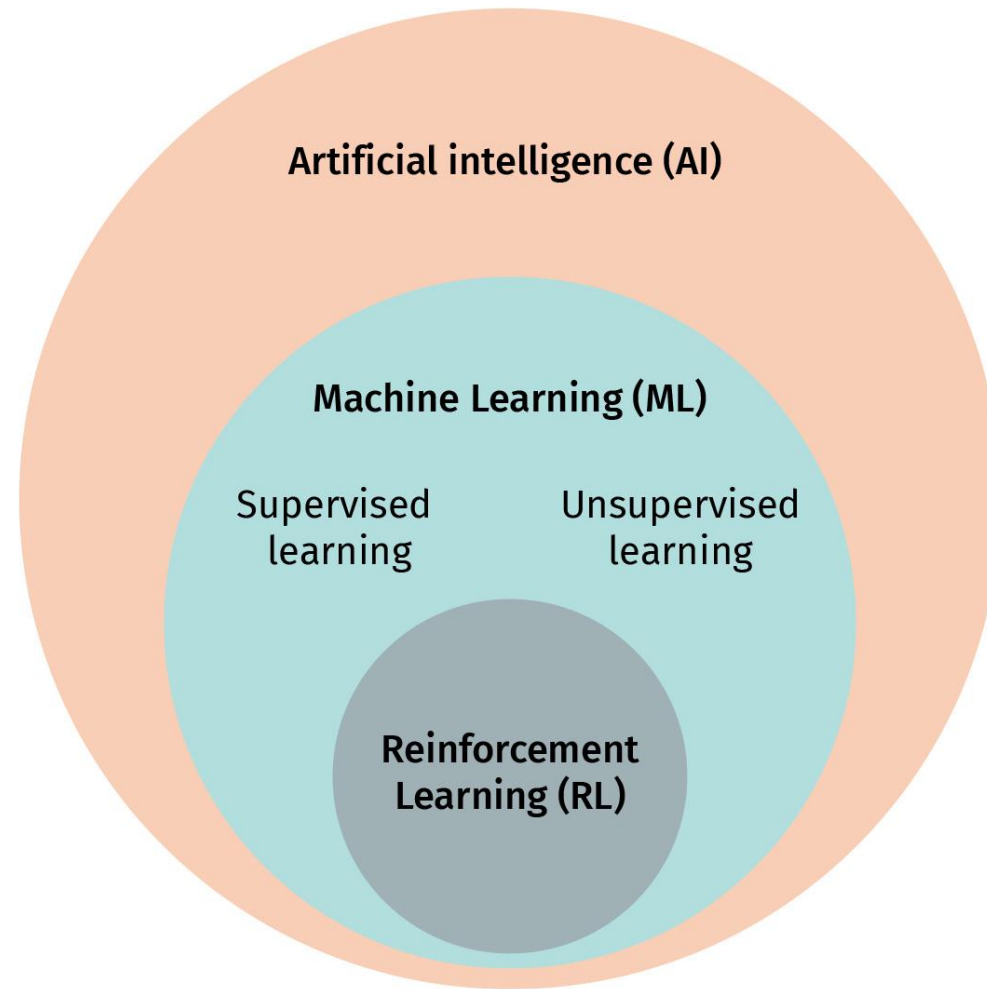 Artificial intelligence (AI)
Machine Learning (ML)
Supervised
learning
Unsupervised
learning
Reinforcement
Learning (RL)